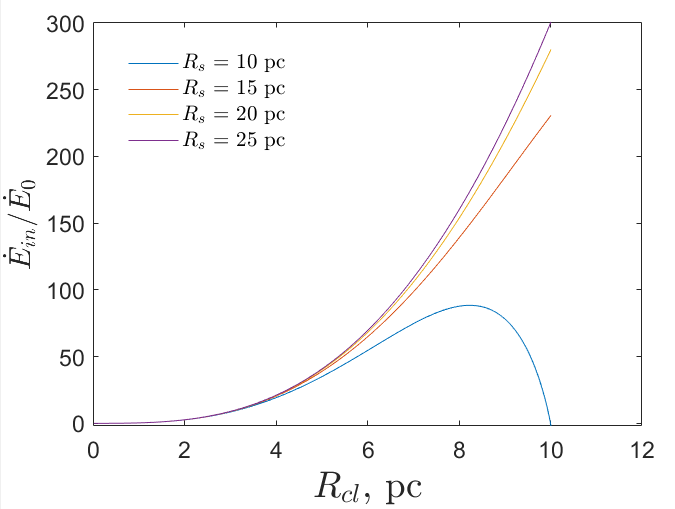 300
250
200
150
100
50
0
Ė_in/Ė_0
R_s = 10 pc
R_s = 15 pc
R_s = 20 pc
R_s = 25 pc
0 2 4 6 8 10 12
R_cl, pc